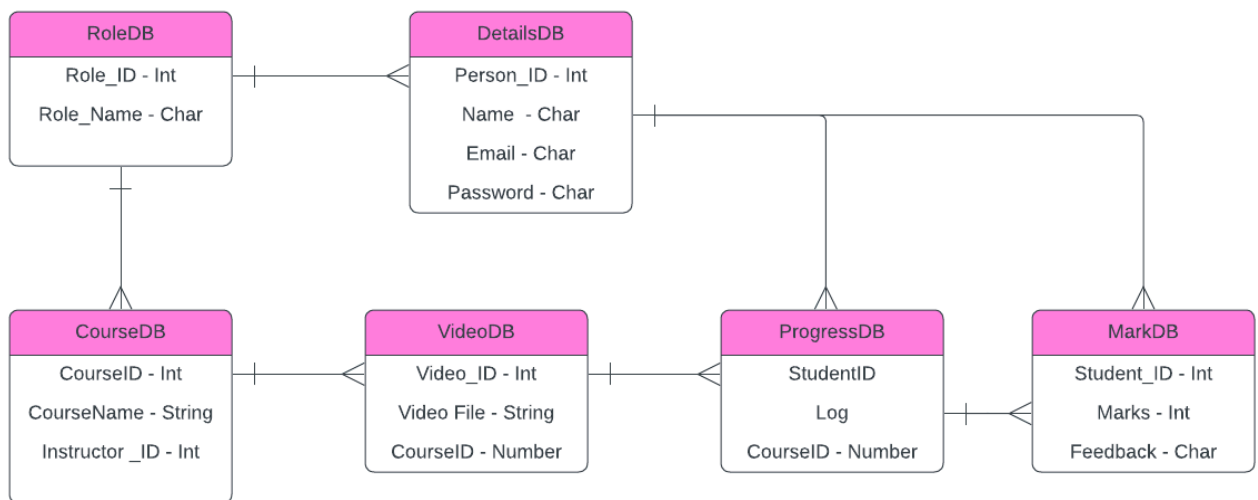 RoleDB
Role_ID - Int
Role_Name - Char
DetailsDB
Person_ID - Int
Name - Char
Email - Char
Password - Char
CourseDB
CourseID - Int
CourseName - String
Instructor _ID - Int
VideoDB
Video_ID - Int
Video File - String
CourseID - Number
ProgressDB
StudentID
Log
CourseID - Number
MarkDB
Student_ID - Int
Marks - Int
Feedback - Char